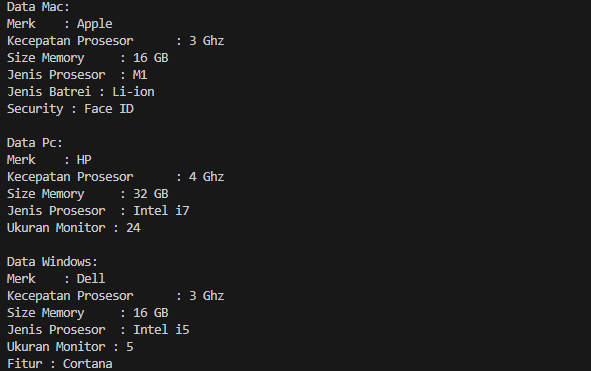 Data Mac:
Merk    : Apple
Kecepatan Prosesor      : 3 Ghz
Size Memory     : 16 GB
Jenis Prosesor  : M1
Jenis Batrei : Li-ion
Security : Face ID

Data Pc:
Merk    : HP
Kecepatan Prosesor      : 4 Ghz
Size Memory     : 32 GB
Jenis Prosesor  : Intel i7
Ukuran Monitor : 24

Data Windows:
Merk    : Dell
Kecepatan Prosesor      : 3 Ghz
Size Memory     : 16 GB
Jenis Prosesor  : Intel i5
Ukuran Monitor : 5
Fitur : Cortana